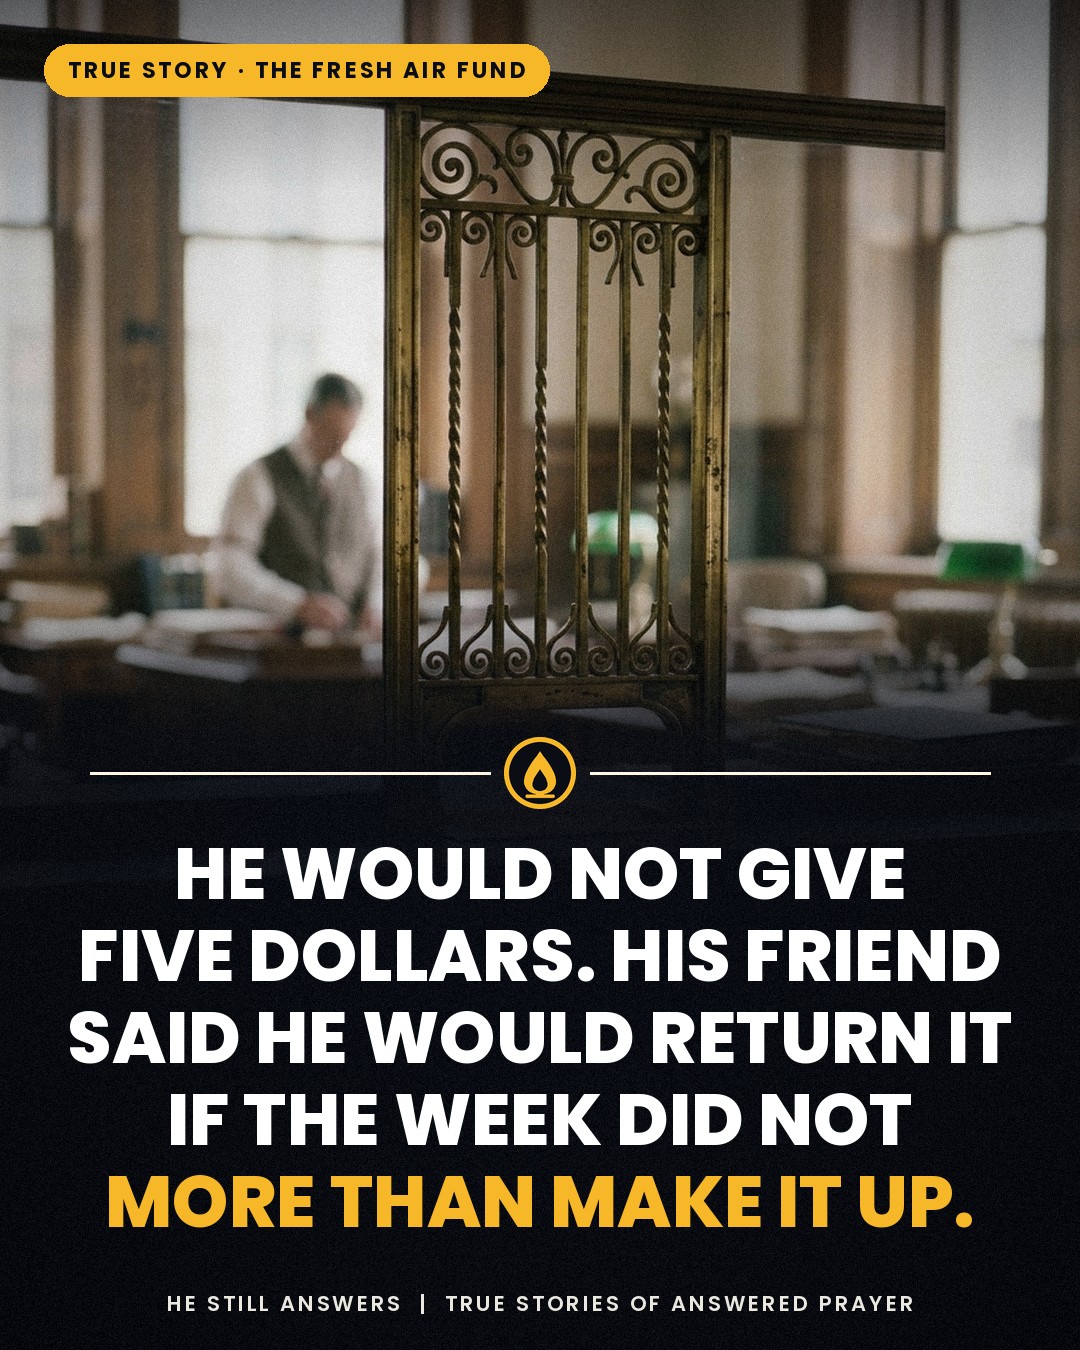 TRUE STORY · THE FRESH AIR FUND
HE WOULD NOT GIVE
FIVE DOLLARS. HIS FRIEND
SAID HE WOULD RETURN IT
IF THE WEEK DID NOT
MORE THAN MAKE IT UP.
HE STILL ANSWERS | TRUE STORIES OF ANSWERED PRAYER